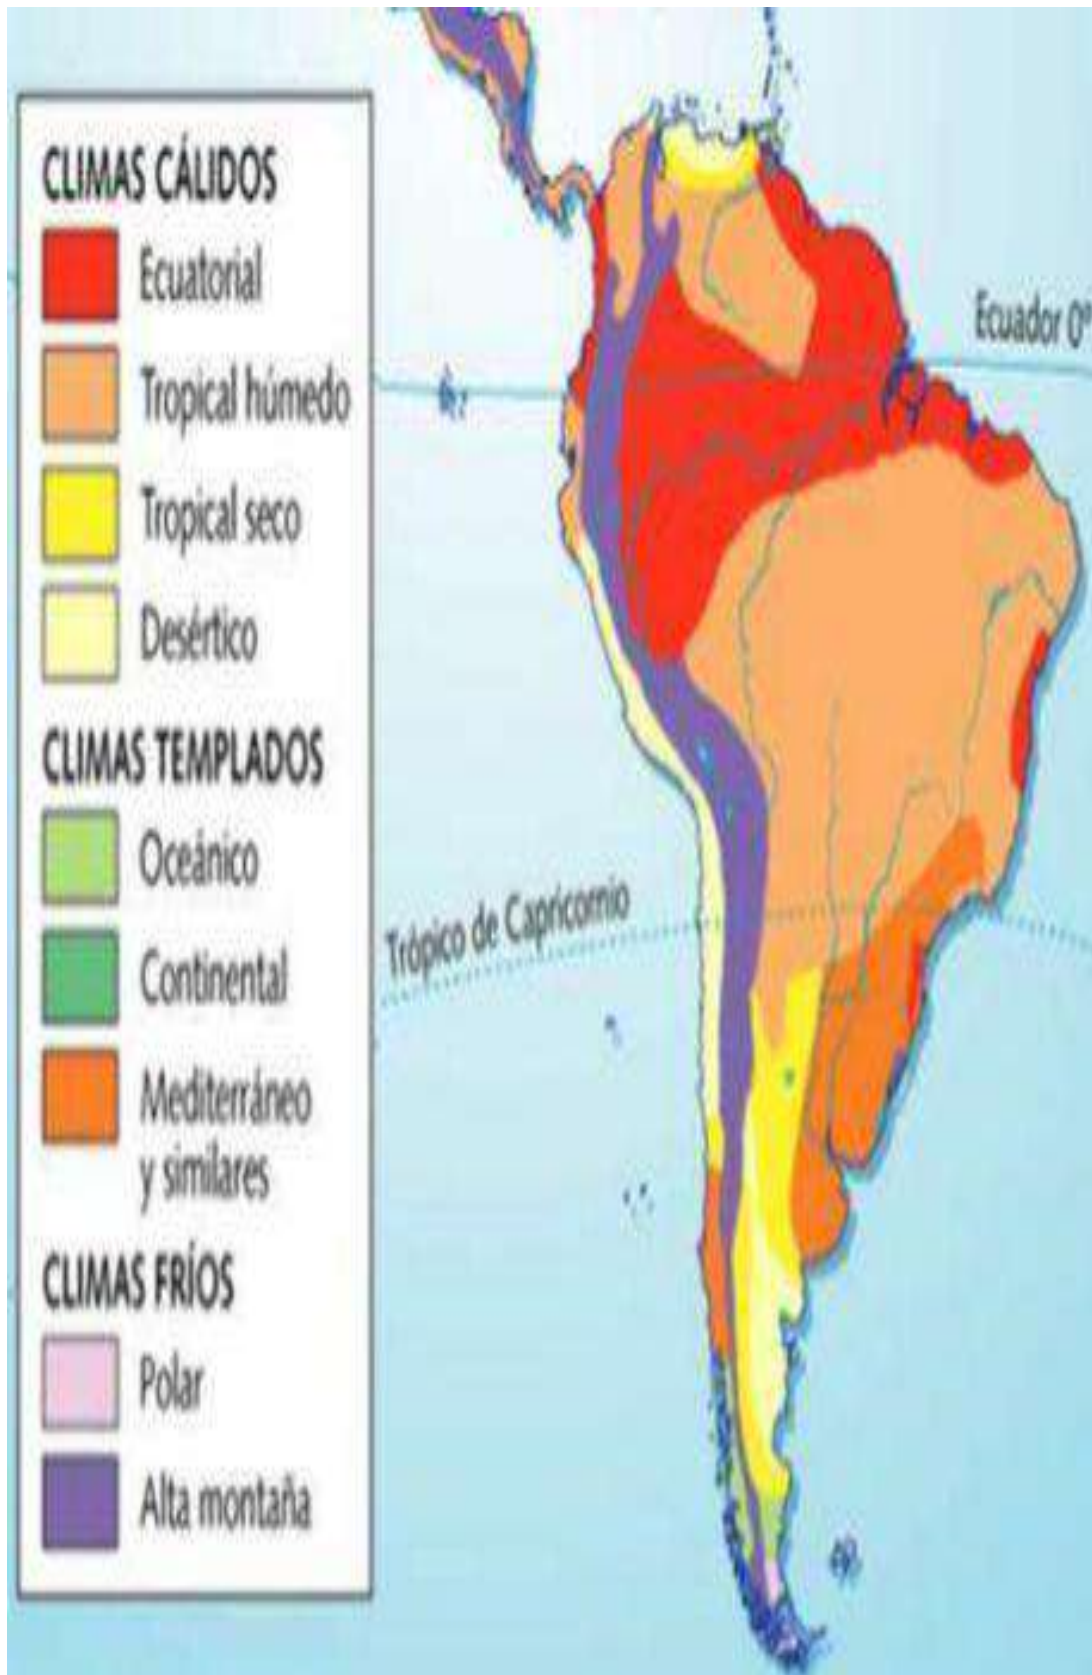 CLIMAS CÁLIDOS
Ecuatorial
Tropical húmedo
Tropical seco
Desértico
CLIMAS TEMPLADOS
Oceánico
Continental
Mediterráneo
y similares
CLIMAS FRÍOS
Polar
Alta montaña
Ecuador 0º
Trópico de Capricornio